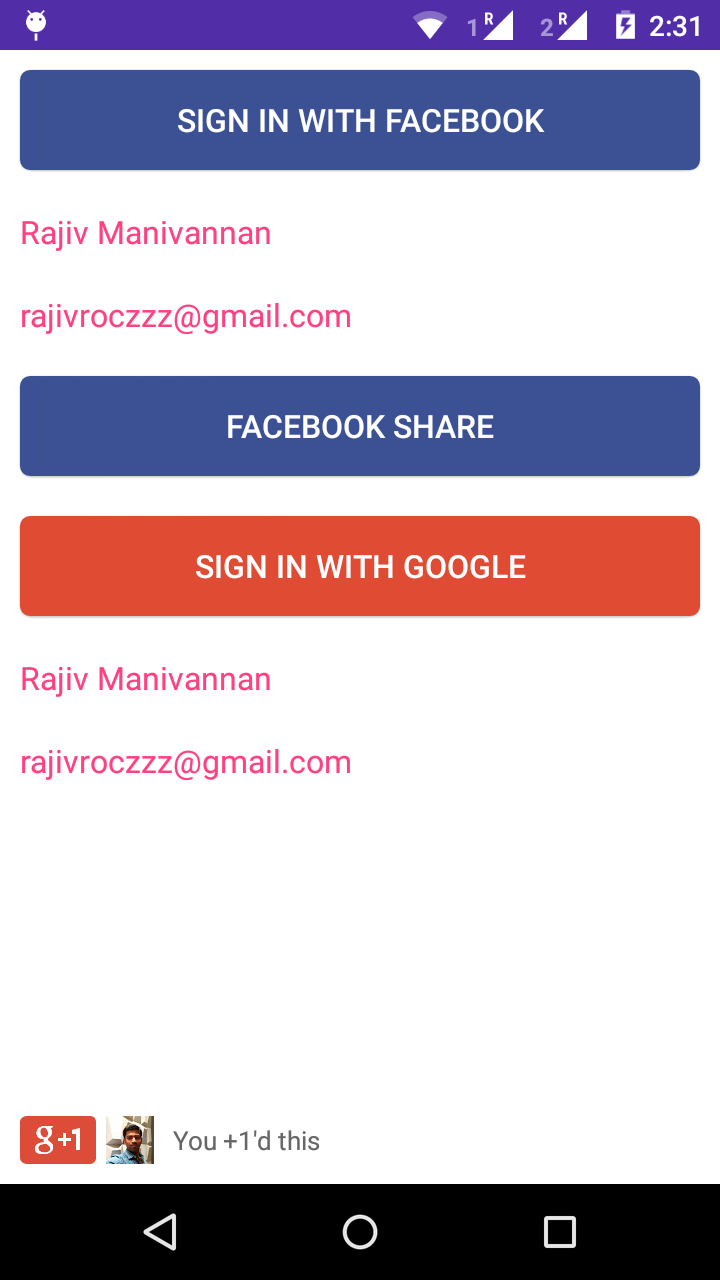 1 R 2 R 2:31
SIGN IN WITH FACEBOOK
Rajiv Manivannan
rajivroczzz@gmail.com
FACEBOOK SHARE
SIGN IN WITH GOOGLE
Rajiv Manivannan
rajivroczzz@gmail.com
g+1 You +1'd this